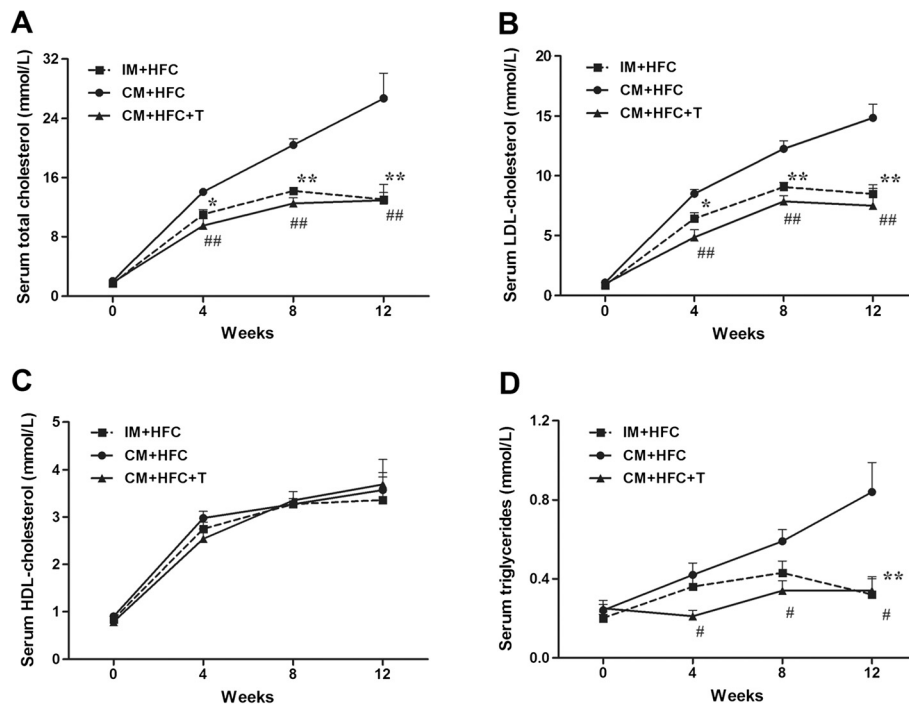 A
Serum total cholesterol (mmol/L)
32
24
16
8
0
IM+HFC
CM+HFC
CM+HFC+T
*
**
**
##
##
##
0 4 8 12
Weeks
B
Serum LDL-cholesterol (mmol/L)
20
15
10
5
0
IM+HFC
CM+HFC
CM+HFC+T
*
**
**
##
##
##
0 4 8 12
Weeks
C
Serum HDL-cholesterol (mmol/L)
5
4
3
2
1
0
IM+HFC
CM+HFC
CM+HFC+T
0 4 8 12
Weeks
D
Serum triglycerides (mmol/L)
1.2
0.8
0.4
0.0
IM+HFC
CM+HFC
CM+HFC+T
**
#
#
#
0 4 8 12
Weeks